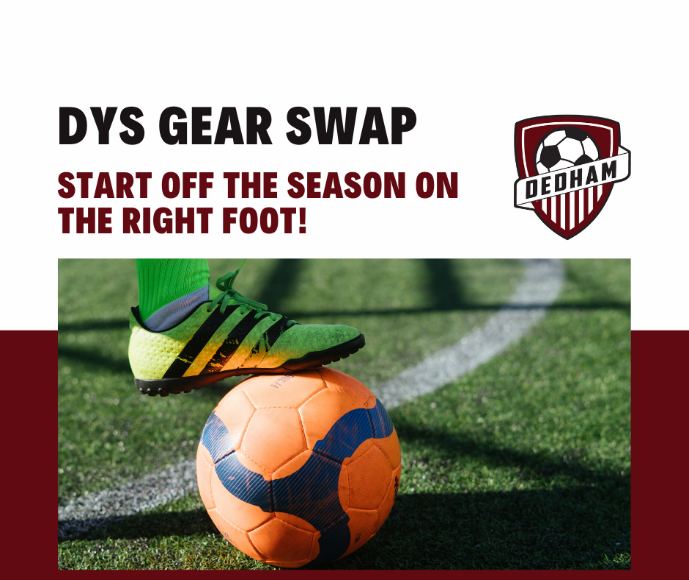 DYS GEAR SWAP
START OFF THE SEASON ON
THE RIGHT FOOT!
DEDHAM